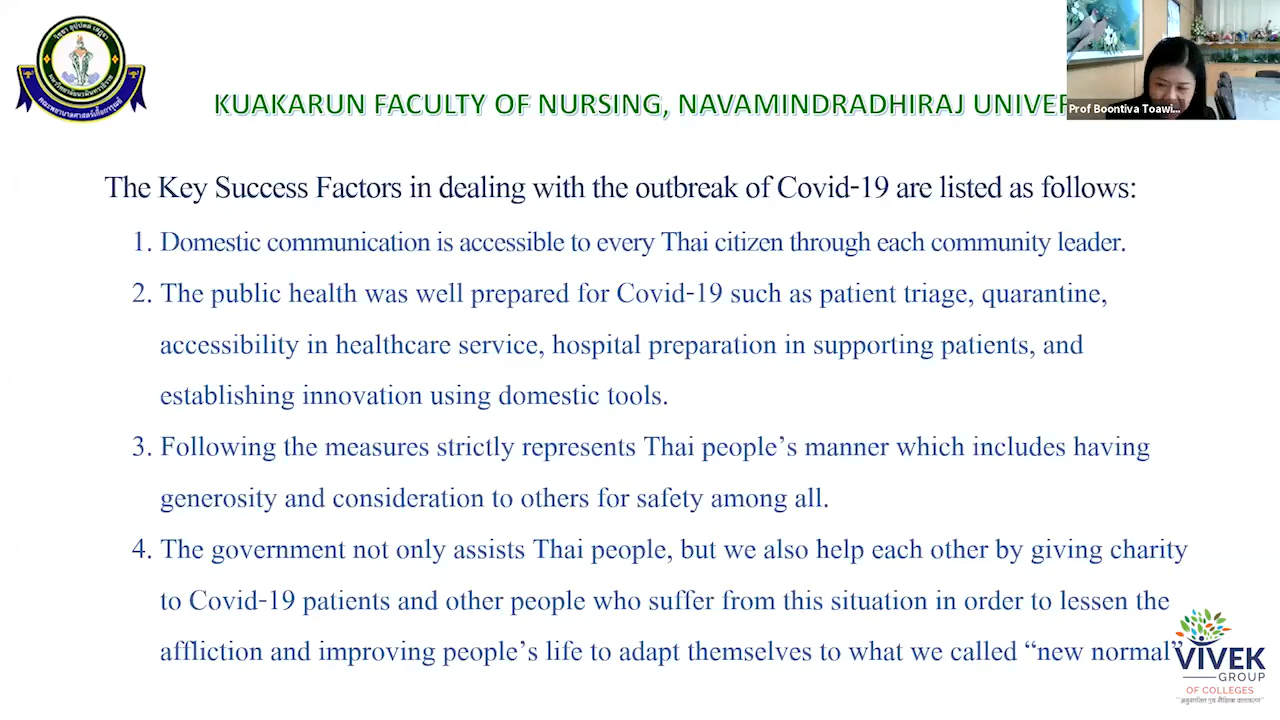 KUAKARUN FACULTY OF NURSING, NAVAMINDRADHIRAJ UNIVER
Prof Boontiva Toawi...
The Key Success Factors in dealing with the outbreak of Covid-19 are listed as follows:
1. Domestic communication is accessible to every Thai citizen through each community leader.
2. The public health was well prepared for Covid-19 such as patient triage, quarantine,
accessibility in healthcare service, hospital preparation in supporting patients, and
establishing innovation using domestic tools.
3. Following the measures strictly represents Thai people’s manner which includes having
generosity and consideration to others for safety among all.
4. The government not only assists Thai people, but we also help each other by giving charity
to Covid-19 patients and other people who suffer from this situation in order to lessen the
affliction and improving people’s life to adapt themselves to what we called “new normal”
VIVEK
GROUP
OF COLLEGES